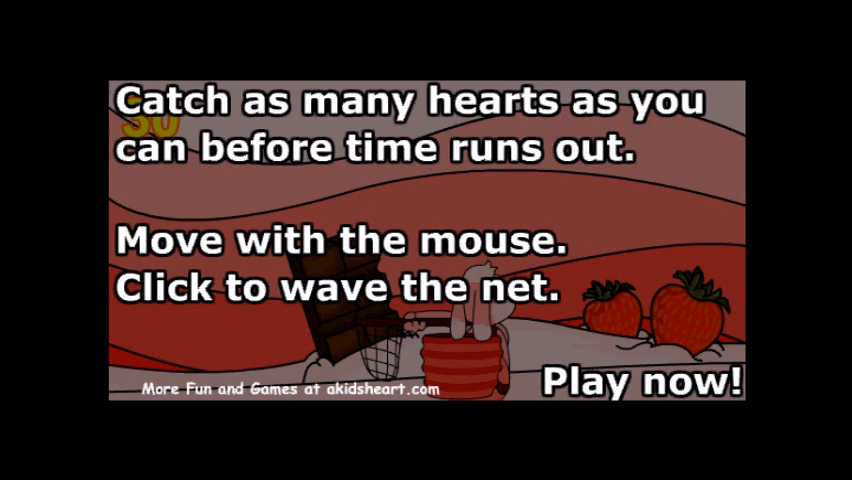 Catch as many hearts as you
30
can before time runs out.
Move with the mouse.
Click to wave the net.
Play now!
More Fun and Games at akidsheart.com